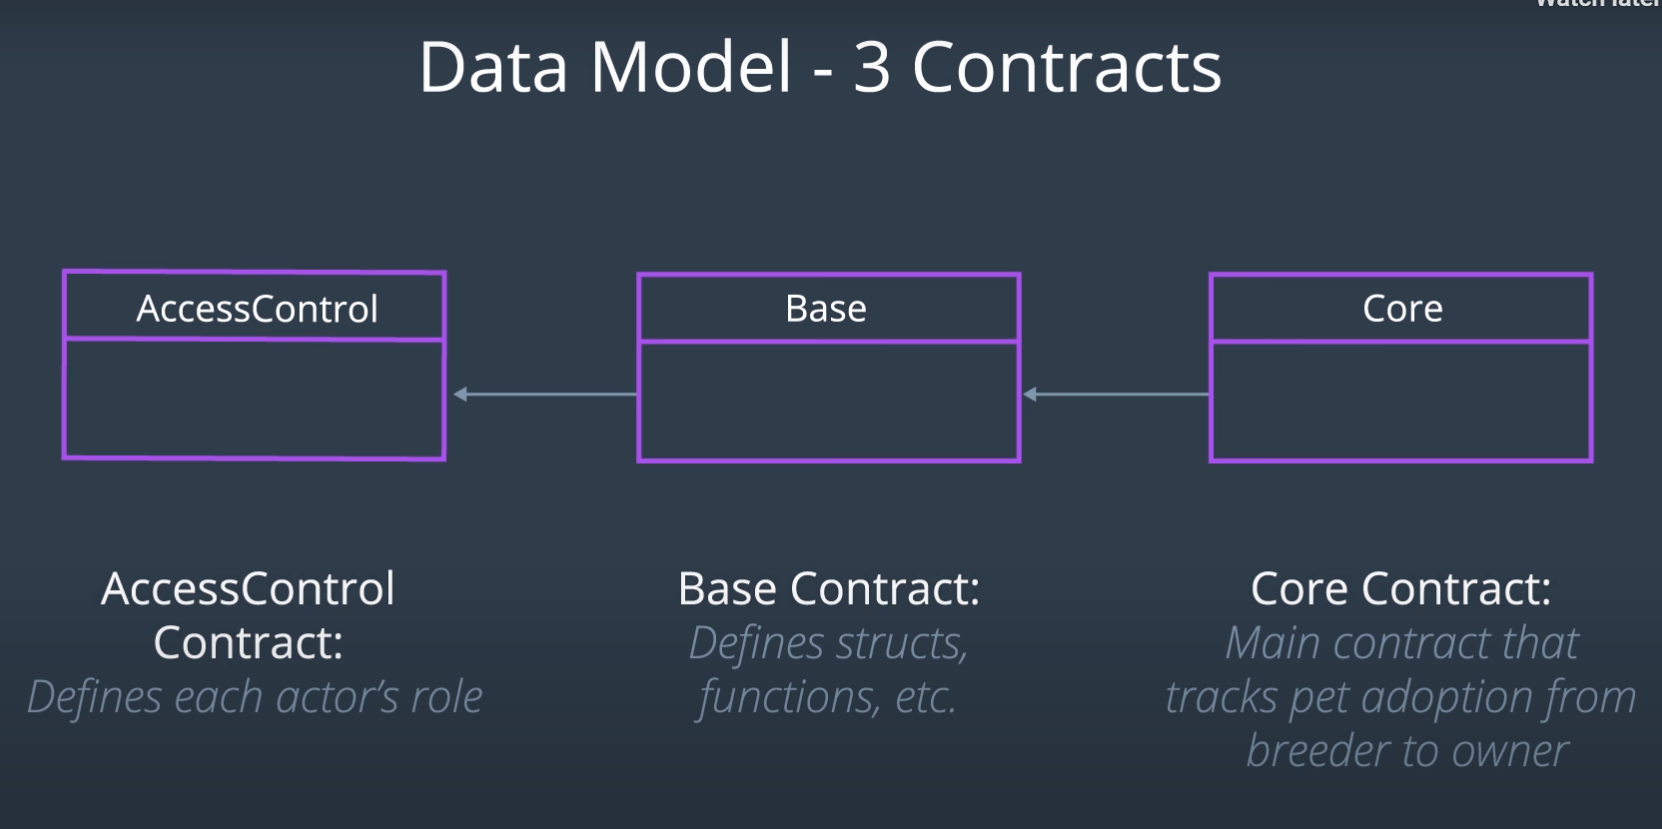 Watch later
Data Model - 3 Contracts
AccessControl
Base
Core
AccessControl
Contract:
Defines each actor's role
Base Contract:
Defines structs,
functions, etc.
Core Contract:
Main contract that
tracks pet adoption from
breeder to owner